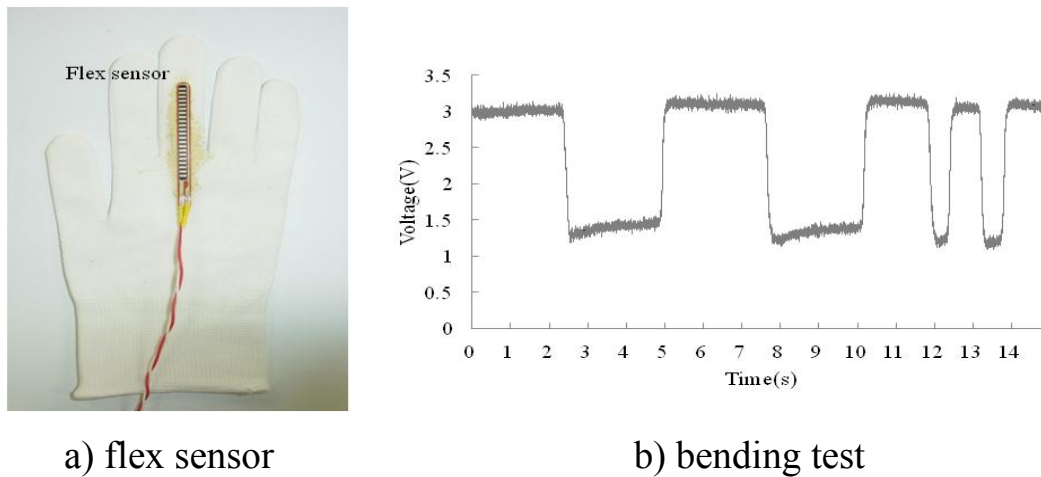 Flex sensor
3.5
3
2.5
2
1.5
1
0.5
0
Voltage(V)
0 1 2 3 4 5 6 7 8 9 10 11 12 13 14
Time(s)
a) flex sensor
b) bending test